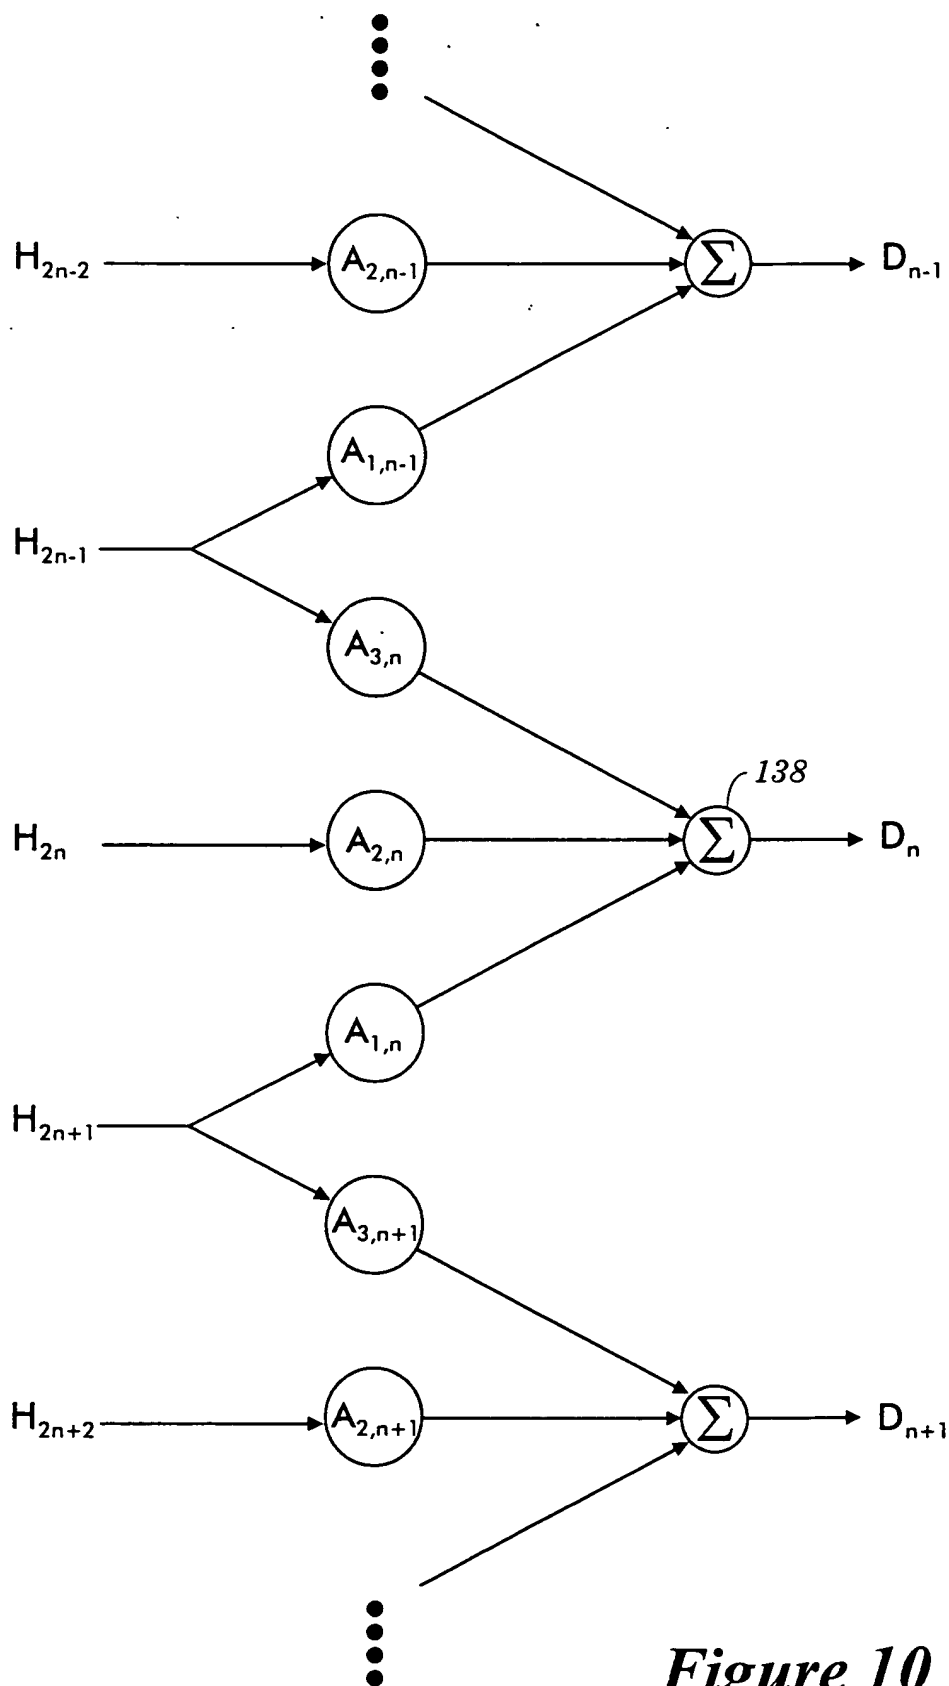 H2n-2 A2,n-1 Σ Dn-1
A1,n-1
H2n-1
A3,n
138
H2n A2,n Σ Dn
A1,n
H2n+1
A3,n+1
H2n+2 A2,n+1 Σ Dn+1
Figure 10